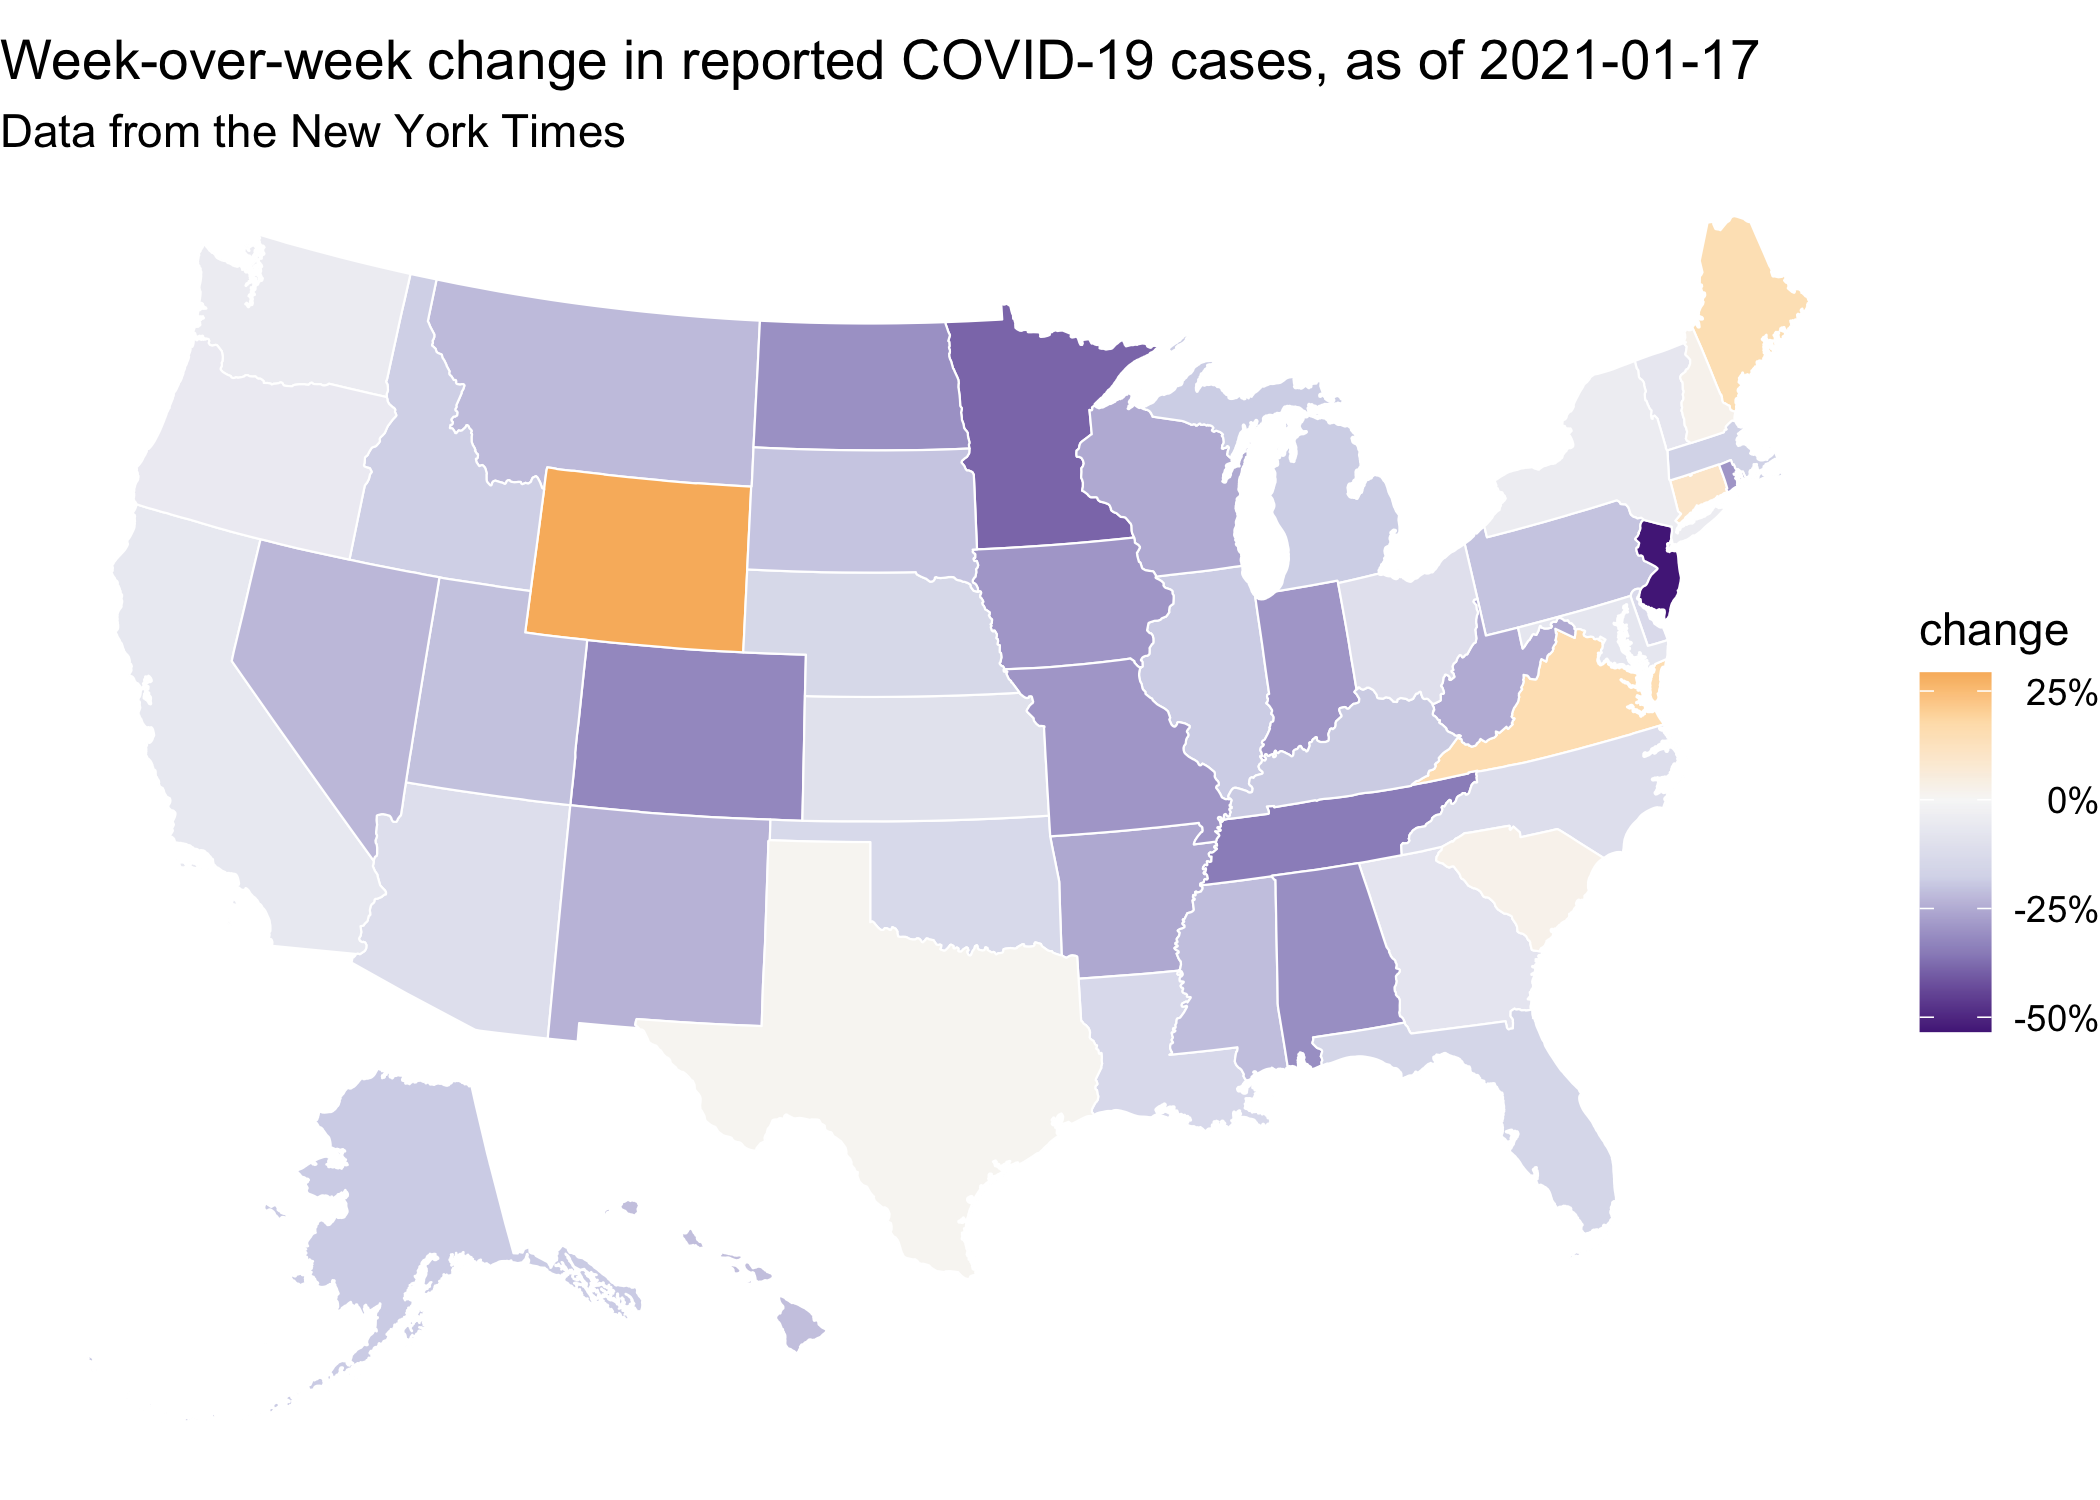 Week-over-week change in reported COVID-19 cases, as of 2021-01-17
Data from the New York Times
change
25%
0%
-25%
-50%